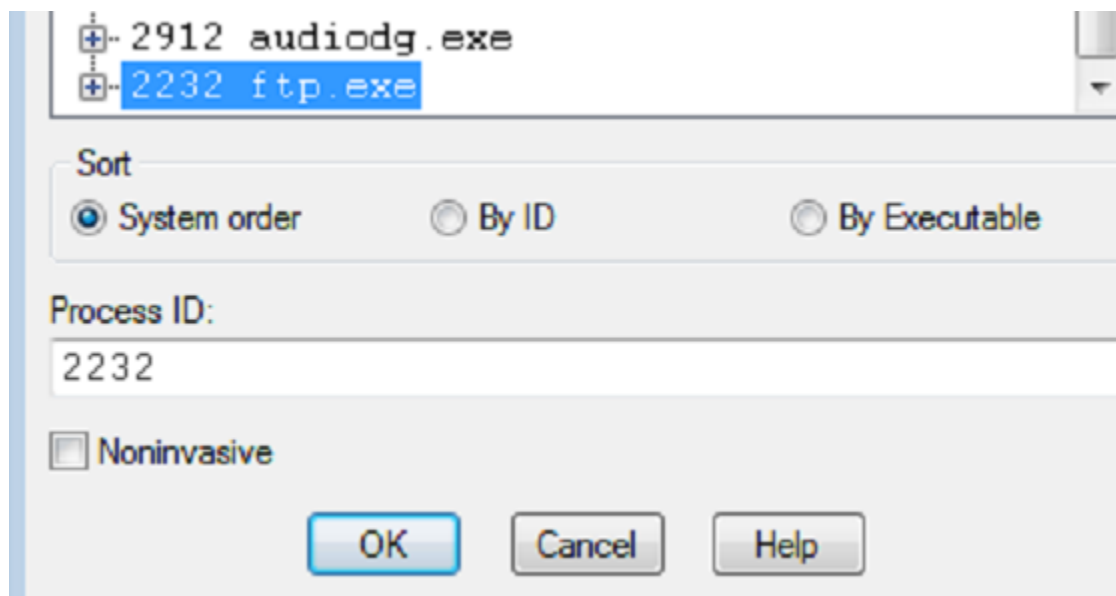 2912 audiodg.exe
2232 ftp.exe
Sort
System order By ID By Executable
Process ID:
2232
Noninvasive
OK Cancel Help